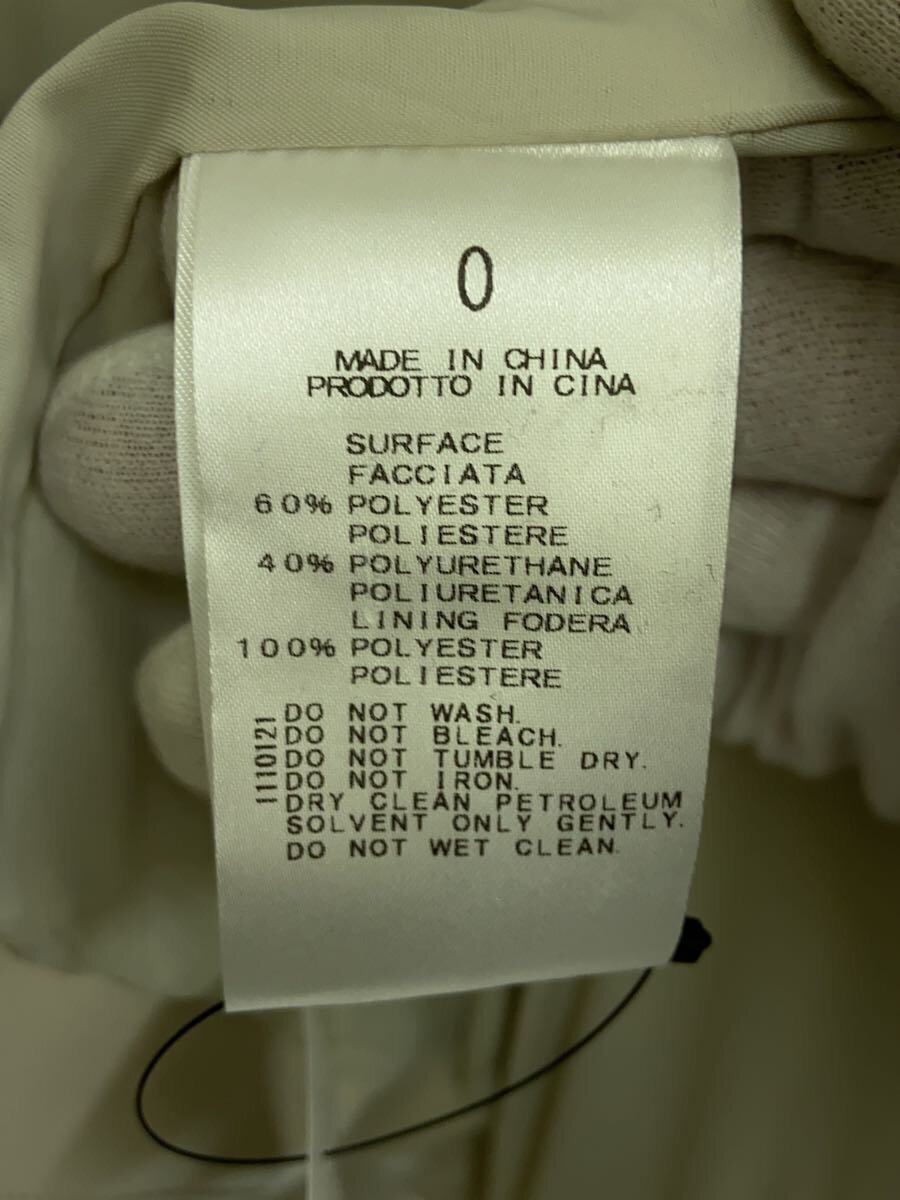 0
MADE IN CHINA
PRODOTTO IN CINA
SURFACE
FACCIATA
60% POLYESTER
POLIESTERE
40% POLYURETHANE
POLIURETANICA
LINING FODERA
100% POLYESTER
POLIESTERE
1110121
DO NOT WASH.
DO NOT BLEACH.
DO NOT TUMBLE DRY.
DO NOT IRON.
DRY CLEAN PETROLEUM
SOLVENT ONLY GENTLY.
DO NOT WET CLEAN.